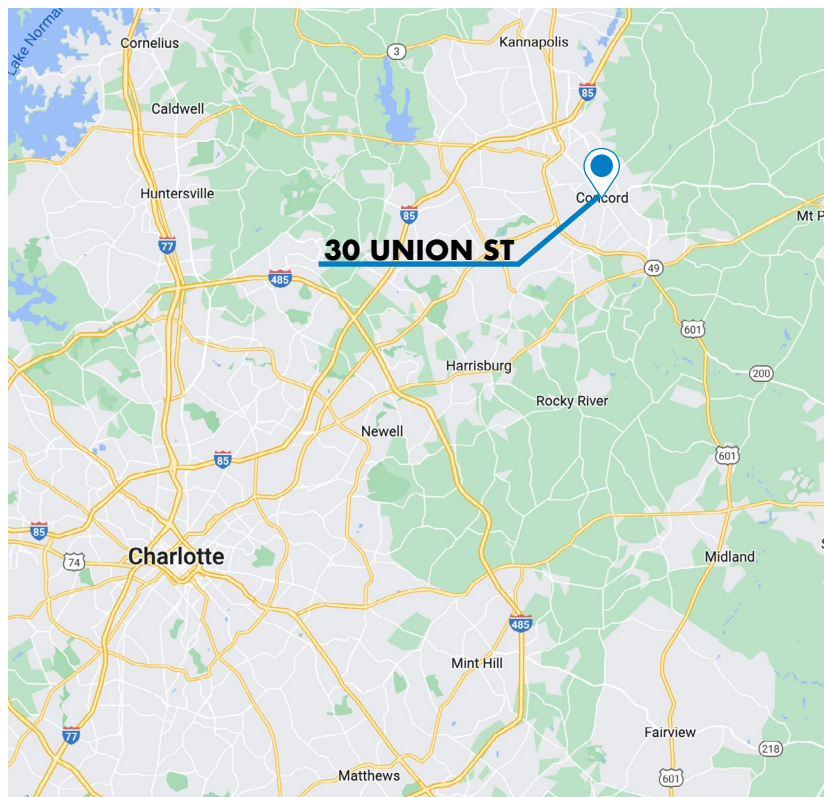 Lake Norman
Cornelius
3
Kannapolis
85
Caldwell
Huntersville
Concord
85
Mt P
77
30 UNION ST
49
485
601
Harrisburg
200
Rocky River
Newell
601
85
85
Charlotte
74
Midland
485
Mint Hill
77
Fairview
218
Matthews
601